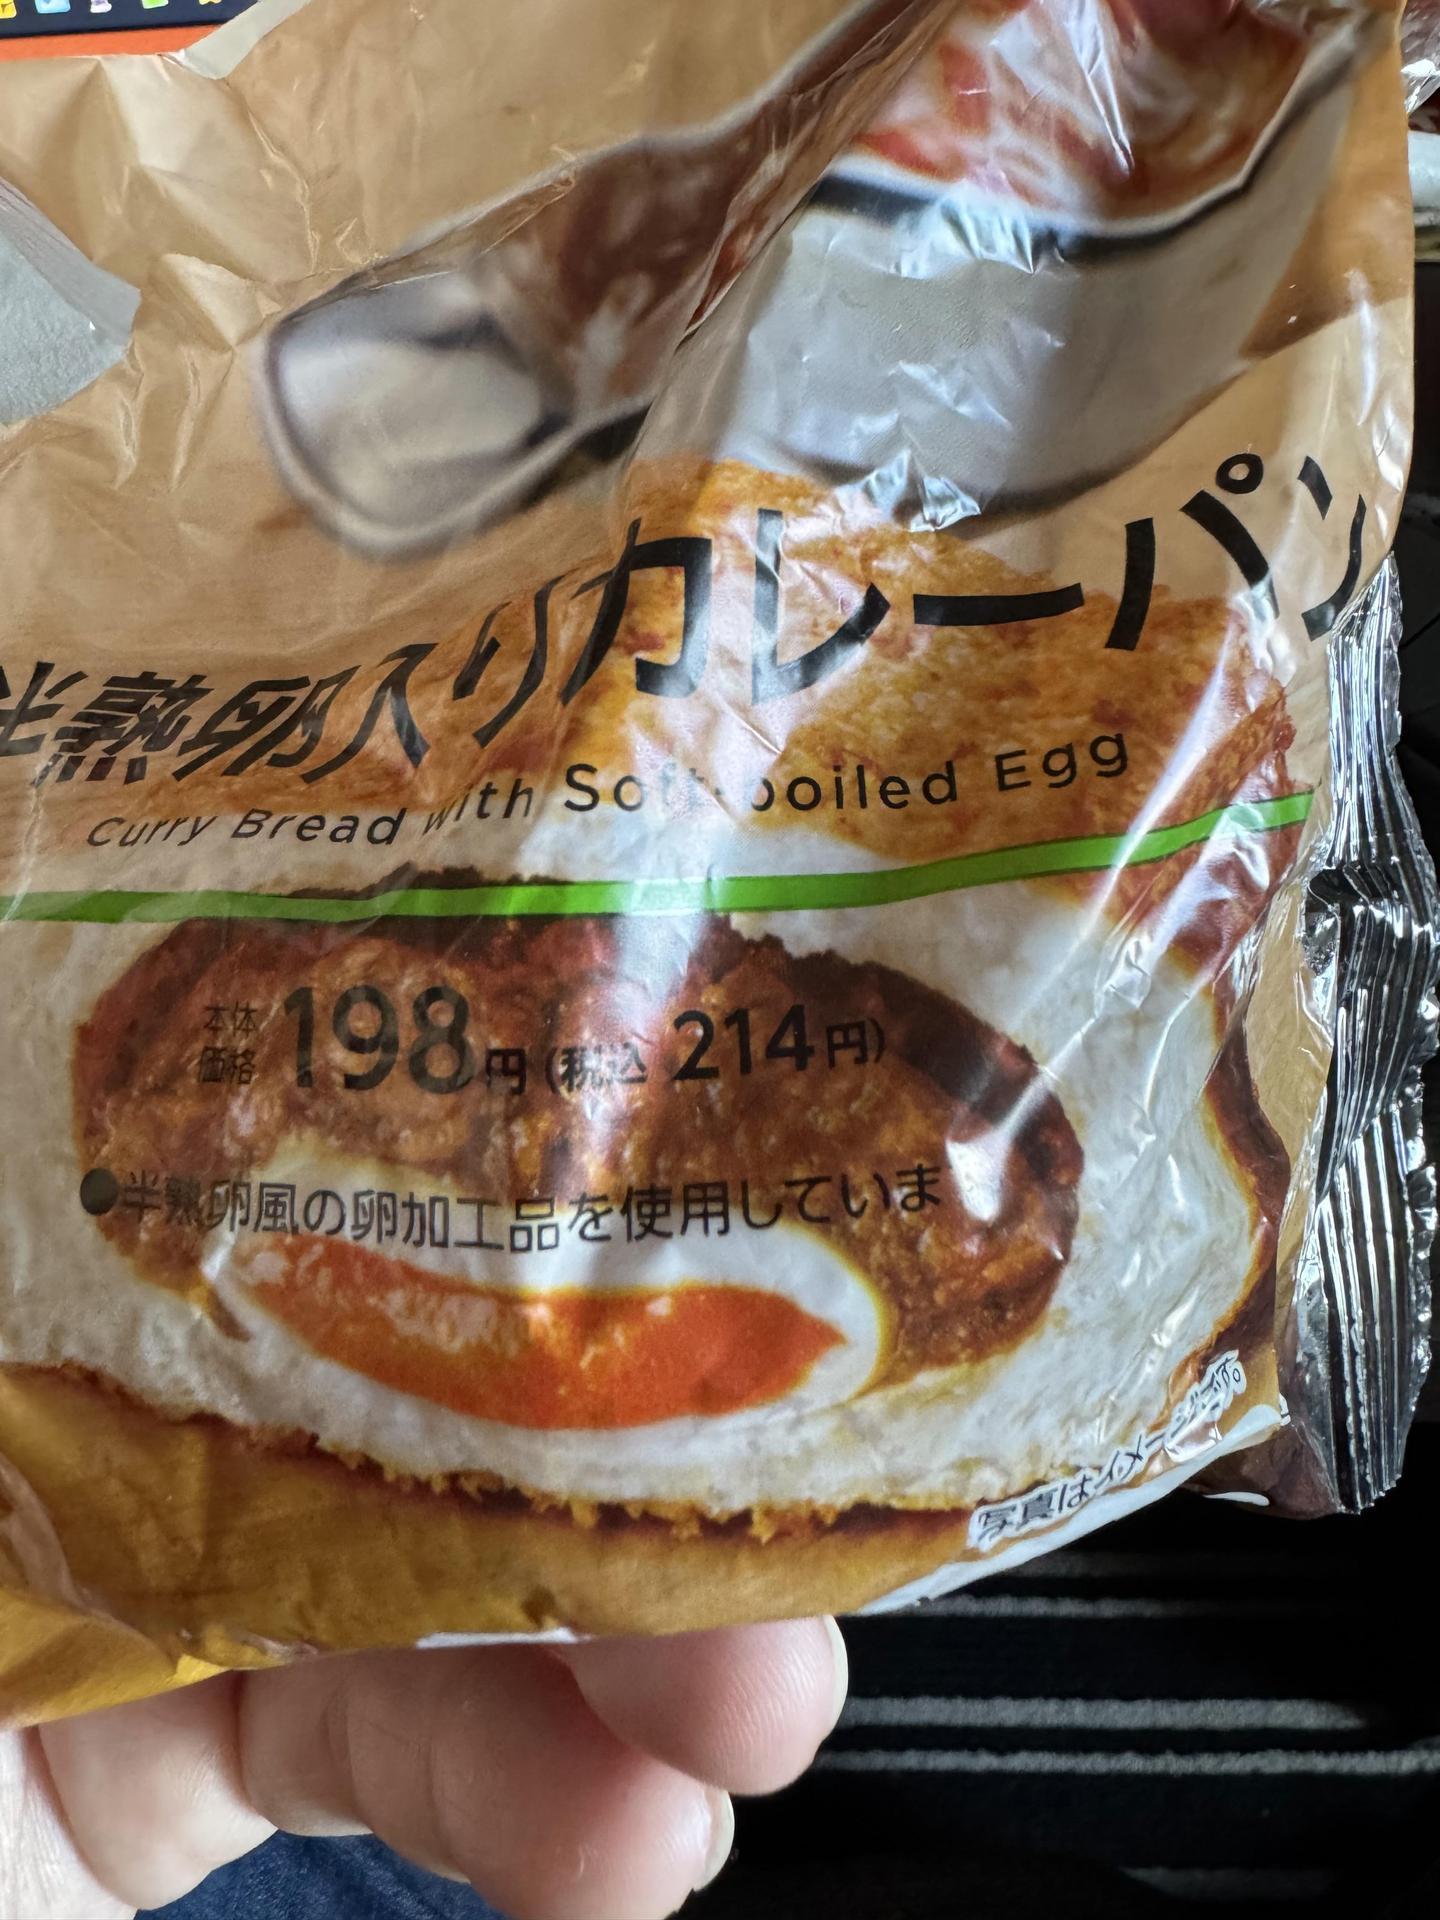 半熟卵入りカレーパン
Curry Bread with Soft-boiled Egg
本体価格 198円 (税込 214円)
●半熟卵風の卵加工品を使用していま
写真はイメージです。